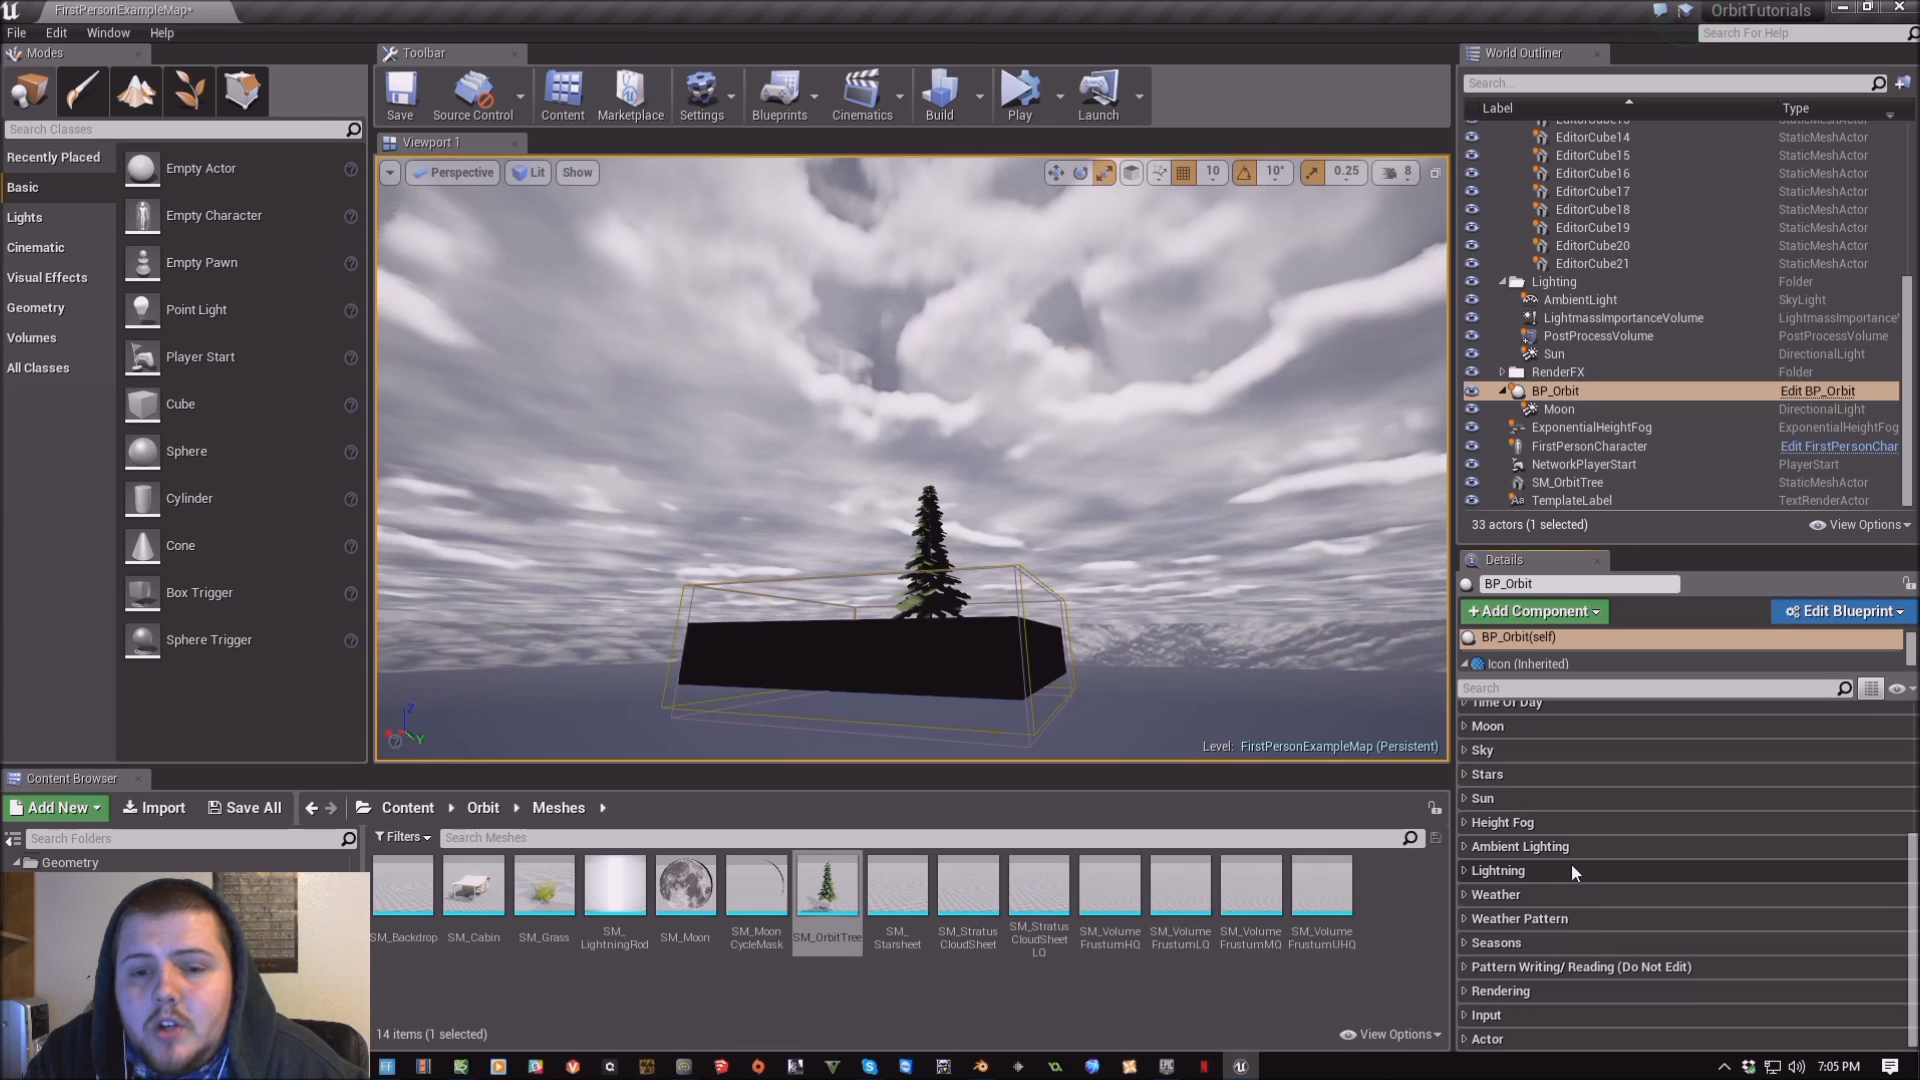 FirstPersonExampleMap*
OrbitTutorials
File Edit Window Help
Search For Help
Modes
Toolbar
World Outliner
Save
Source Control
Content
Marketplace
Settings
Blueprints
Cinematics
Build
Play
Launch
Search...
Label
Type
Search Classes
Viewport 1
Recently Placed
Basic
Lights
Cinematic
Visual Effects
Geometry
Volumes
All Classes
Empty Actor
Empty Character
Empty Pawn
Point Light
Player Start
Cube
Sphere
Cylinder
Cone
Box Trigger
Sphere Trigger
Perspective
Lit
Show
10
10°
0.25
8
EditorCube14 StaticMeshActor
EditorCube15 StaticMeshActor
EditorCube16 StaticMeshActor
EditorCube17 StaticMeshActor
EditorCube18 StaticMeshActor
EditorCube19 StaticMeshActor
EditorCube20 StaticMeshActor
EditorCube21 StaticMeshActor
Lighting Folder
AmbientLight SkyLight
LightmassImportanceVolume LightmassImportance
PostProcessVolume PostProcessVolume
Sun DirectionalLight
RenderFX Folder
BP_Orbit Edit BP_Orbit
Moon DirectionalLight
ExponentialHeightFog ExponentialHeightFog
FirstPersonCharacter Edit FirstPersonChar
NetworkPlayerStart PlayerStart
SM_OrbitTree StaticMeshActor
TemplateLabel TextRenderActor
33 actors (1 selected)
View Options
Z
Y
Level: FirstPersonExampleMap (Persistent)
Details
BP_Orbit
+Add Component
Edit Blueprint
BP_Orbit(self)
Icon (Inherited)
Search
Time Of Day
Moon
Sky
Stars
Sun
Height Fog
Ambient Lighting
Lightning
Weather
Weather Pattern
Seasons
Pattern Writing/ Reading (Do Not Edit)
Rendering
Input
Actor
Content Browser
Add New
Import
Save All
Content
Orbit
Meshes
Search Folders
Geometry
Filters
Search Meshes
SM_Backdrop
SM_Cabin
SM_Grass
SM_
LightningRod
SM_Moon
SM_Moon
CycleMask
SM_OrbitTree
SM_
Starsheet
SM_Stratus
CloudSheet
SM_Stratus
CloudSheet
LQ
SM_Volume
FrustumHQ
SM_Volume
FrustumLQ
SM_Volume
FrustumMQ
SM_Volume
FrustumUHQ
14 items (1 selected)
View Options
7:05 PM